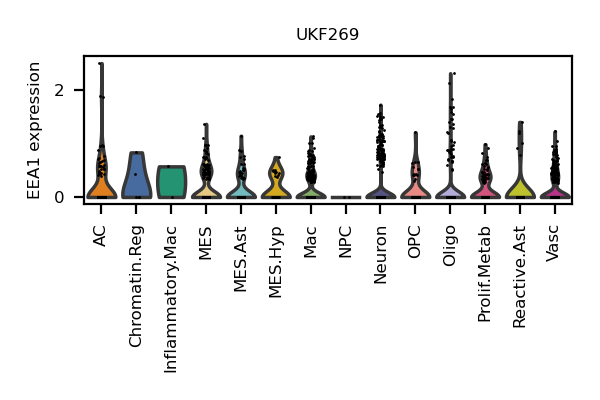 UKF269
EEA1 expression
2
0
AC
Chromatin.Reg
Inflammatory.Mac
MES
MES.Ast
MES.Hyp
Mac
NPC
Neuron
OPC
Oligo
Prolif.Metab
Reactive.Ast
Vasc